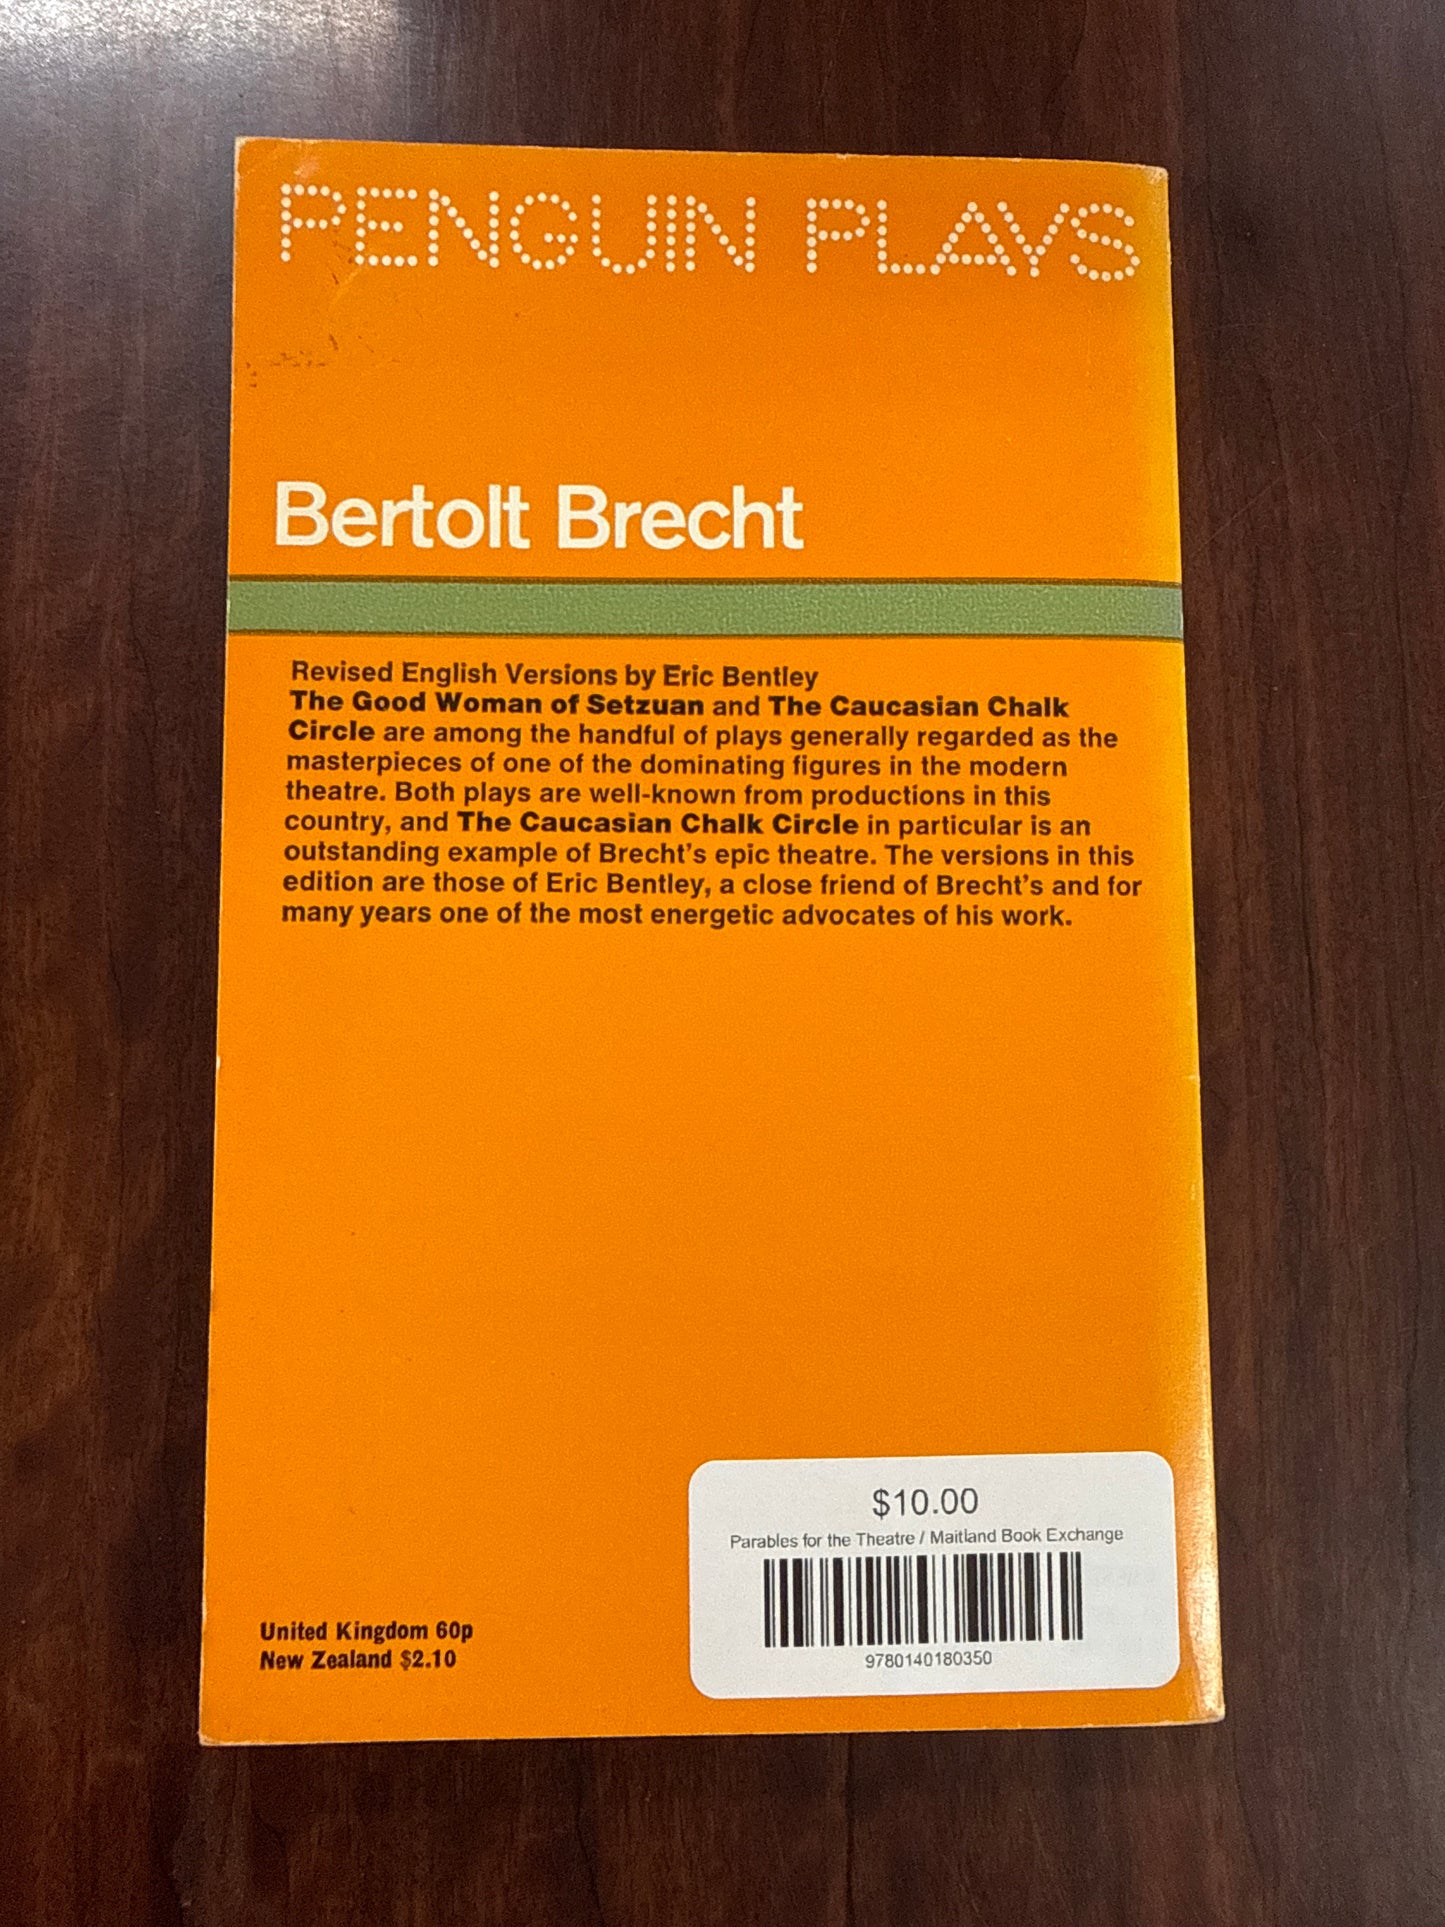 PENGUIN PLAYS
Bertolt Brecht
Revised English Versions by Eric Bentley
The Good Woman of Setzuan and The Caucasian Chalk
Circle are among the handful of plays generally regarded as the
masterpieces of one of the dominating figures in the modern
theatre. Both plays are well-known from productions in this
country, and The Caucasian Chalk Circle in particular is an
outstanding example of Brecht's epic theatre. The versions in this
edition are those of Eric Bentley, a close friend of Brecht's and for
many years one of the most energetic advocates of his work.
United Kingdom 60p
New Zealand $2.10
$10.00
Parables for the Theatre / Maitland Book Exchange
9780140180350